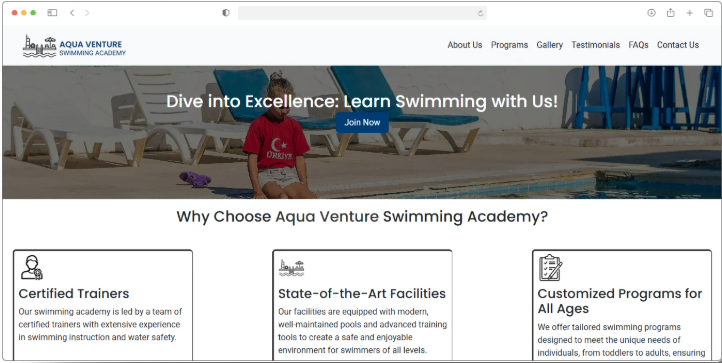 AQUA VENTURE
SWIMMING ACADEMY
About Us Programs Gallery Testimonials FAQs Contact Us
Dive into Excellence: Learn Swimming with Us!
Join Now
TÜRKİYE
Why Choose Aqua Venture Swimming Academy?
Certified Trainers
Our swimming academy is led by a team of
certified trainers with extensive experience
in swimming instruction and water safety.
State-of-the-Art Facilities
Our facilities are equipped with modern,
well-maintained pools and advanced training
tools to create a safe and enjoyable
environment for swimmers of all levels.
Customized Programs for
All Ages
We offer tailored swimming programs
designed to meet the unique needs of
individuals, from toddlers to adults, ensuring